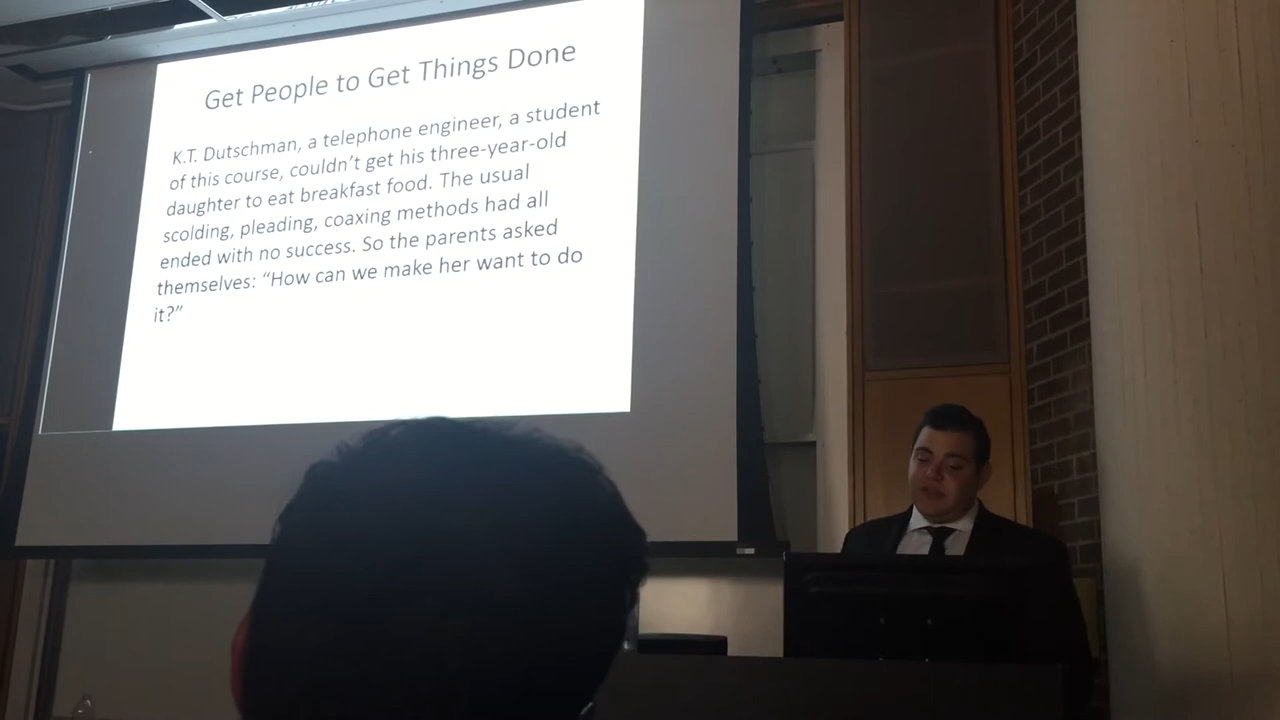 Get People to Get Things Done
K.T. Dutschman, a telephone engineer, a student
of this course, couldn't get his three-year-old
daughter to eat breakfast food. The usual
scolding, pleading, coaxing methods had all
ended with no success. So the parents asked
themselves: “How can we make her want to do
it?”